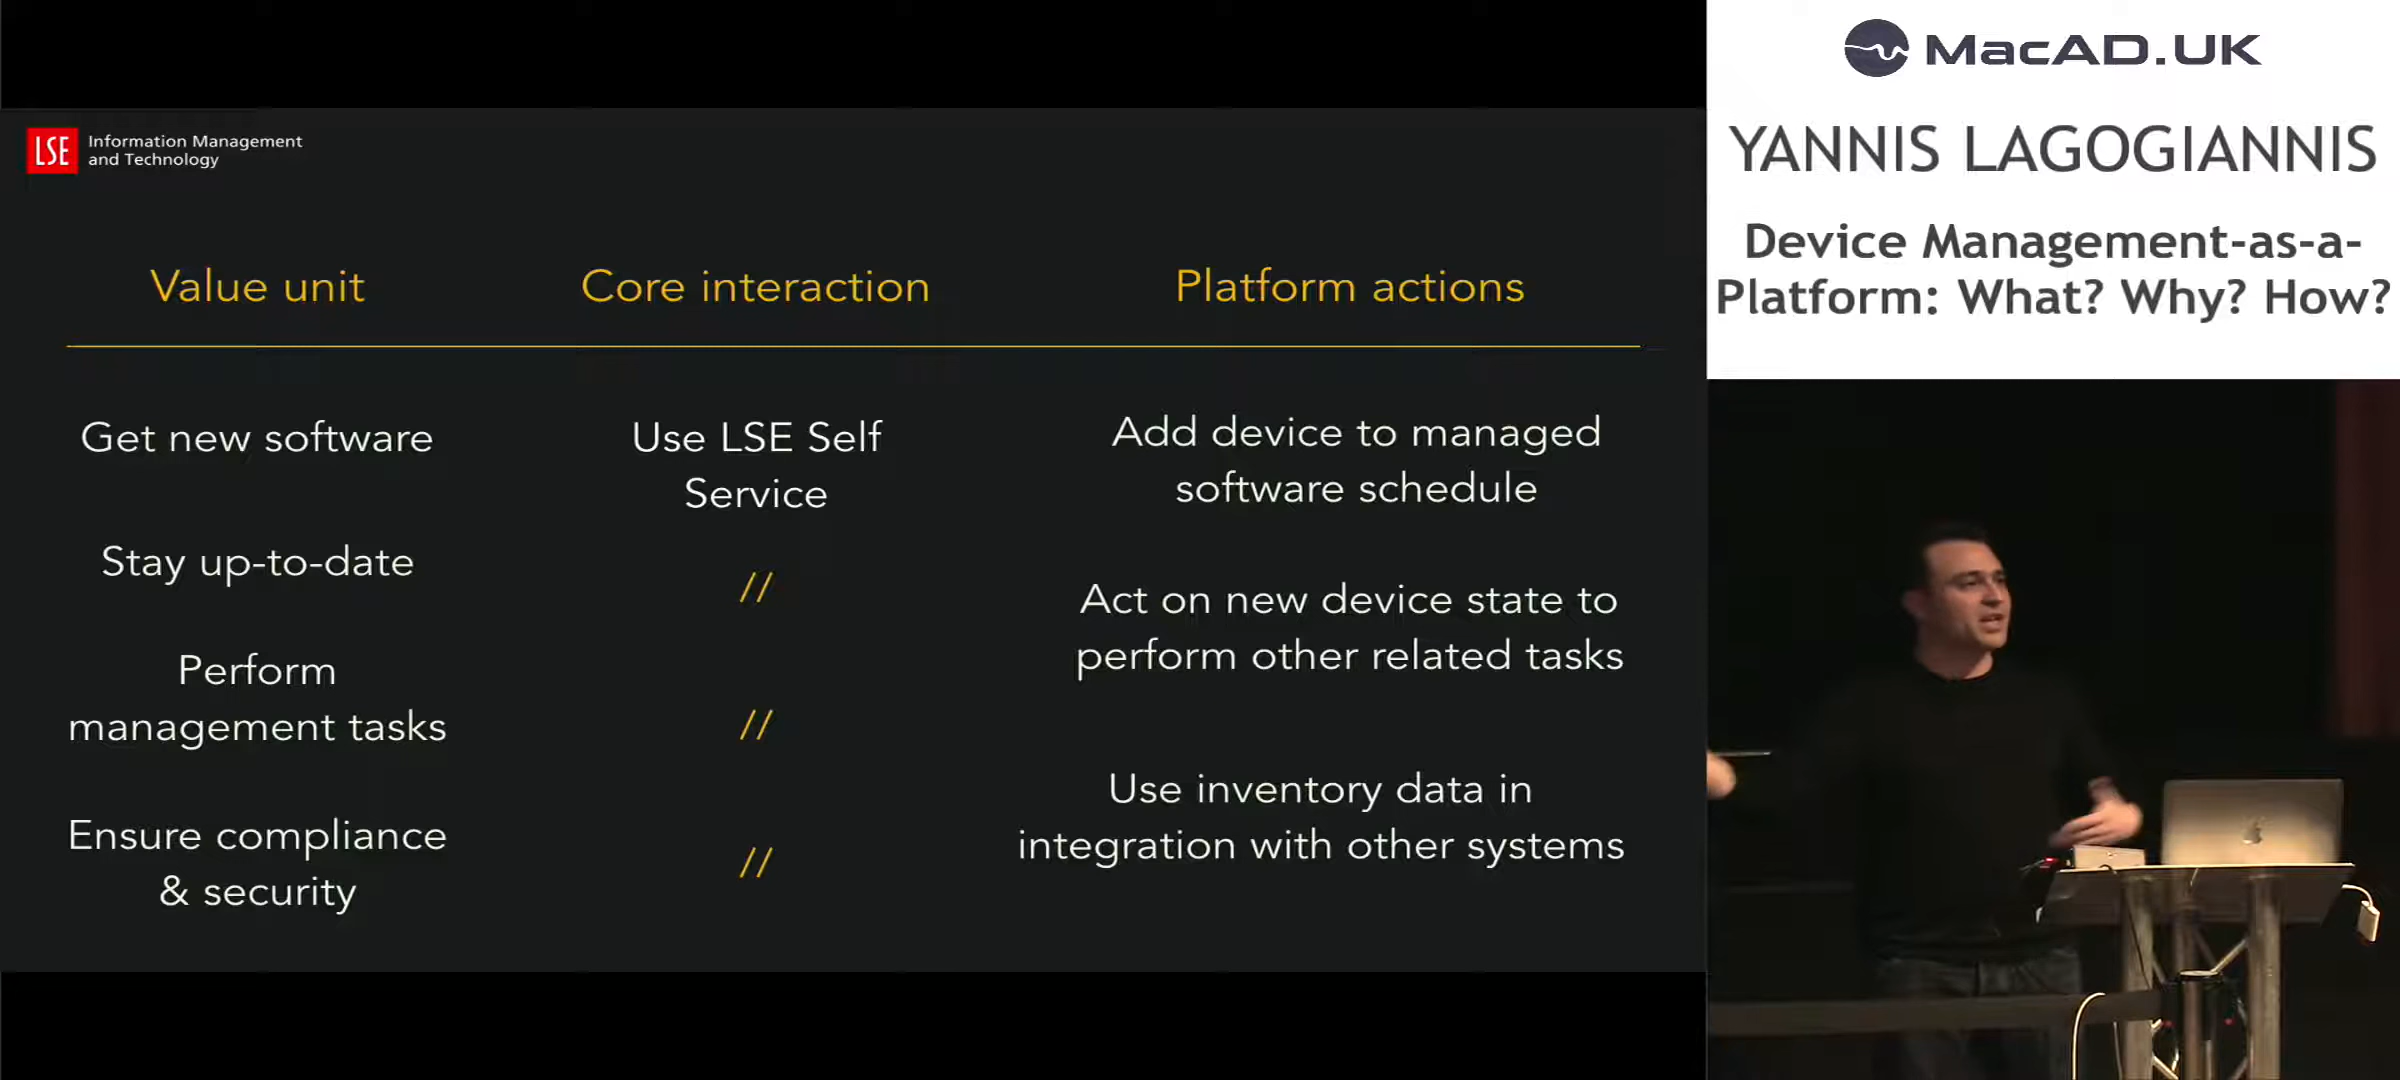 LSE
Information Management
and Technology
Value unit
Core interaction
Platform actions
Get new software
Use LSE Self
Service
Add device to managed
software schedule
Stay up-to-date
//
Act on new device state to
perform other related tasks
Perform
management tasks
//
Use inventory data in
integration with other systems
Ensure compliance
& security
//
MacAD.UK
YANNIS LAGOGIANNIS
Device Management-as-a-
Platform: What? Why? How?